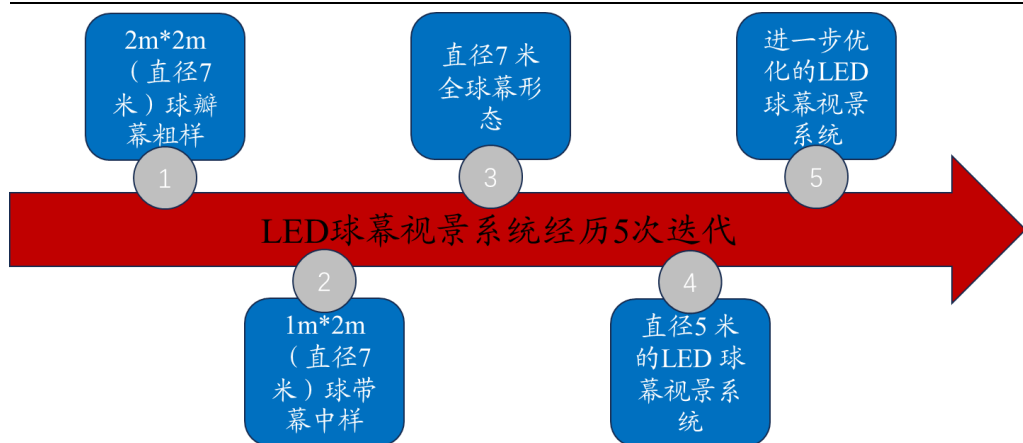 2m*2m
（直径7
米）球瓣
幕粗样
1
直径7 米
全球幕形
态
3
进一步优
化的LED
球幕视景
系统
5
LED球幕视景系统经历5次迭代
2
1m*2m
（直径7
米）球带
幕中样
4
直径5 米
的LED 球
幕视景系
统